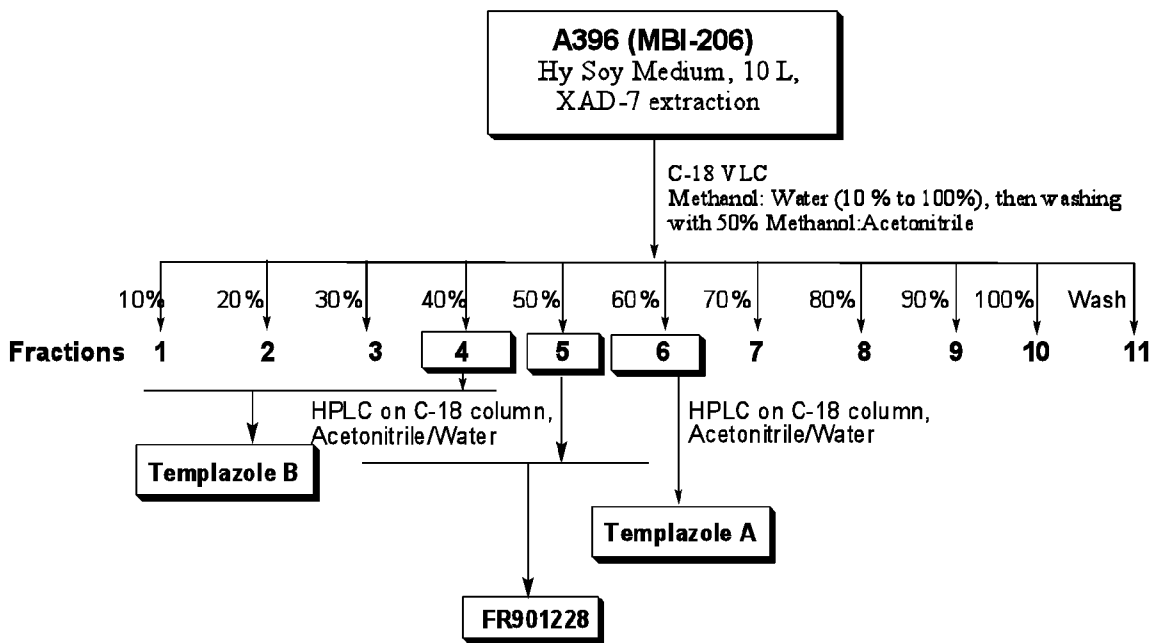 A396 (MBI-206)
Hy Soy Medium, 10 L,
XAD-7 extraction
C-18 VLC
Methanol: Water (10 % to 100%), then washing
with 50% Methanol:Acetonitrile
10% 20% 30% 40% 50% 60% 70% 80% 90% 100% Wash
Fractions 1 2 3 4 5 6 7 8 9 10 11
HPLC on C-18 column,
Acetonitrile/Water
HPLC on C-18 column,
Acetonitrile/Water
Templazole B
Templazole A
FR901228